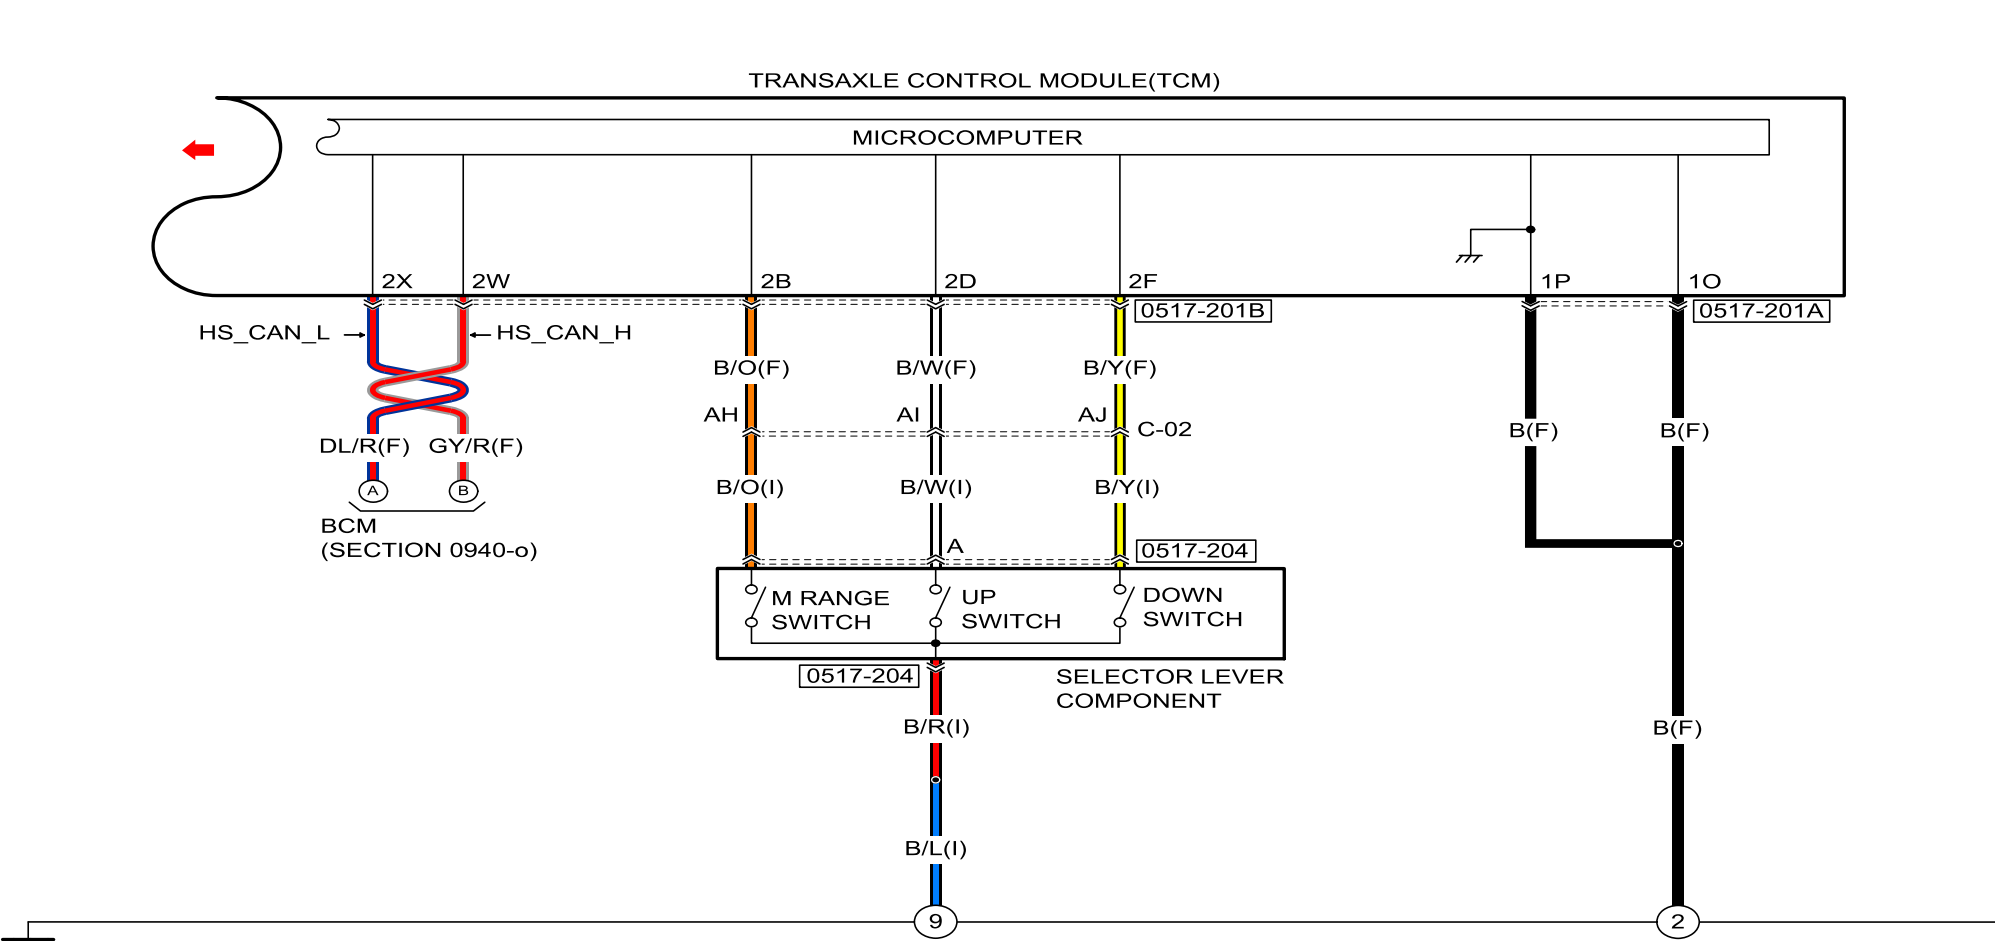 TRANSAXLE CONTROL MODULE(TCM)
MICROCOMPUTER
2X 2W 2B 2D 2F 1P 1O
0517-201B 0517-201A
HS_CAN_L HS_CAN_H
B/O(F) B/W(F) B/Y(F)
AH AI AJ C-02
B(F) B(F)
DL/R(F) GY/R(F)
B/O(I) B/W(I) B/Y(I)
A B
BCM
(SECTION 0940-o)
A 0517-204
M RANGE
SWITCH
UP
SWITCH
DOWN
SWITCH
0517-204
SELECTOR LEVER
COMPONENT
B/R(I) B(F)
B/L(I)
9 2